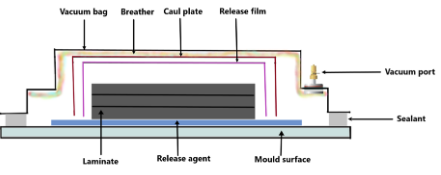 Vacuum bag
Breather
Caul plate
Release film
Vacuum port
Sealant
Laminate
Release agent
Mould surface